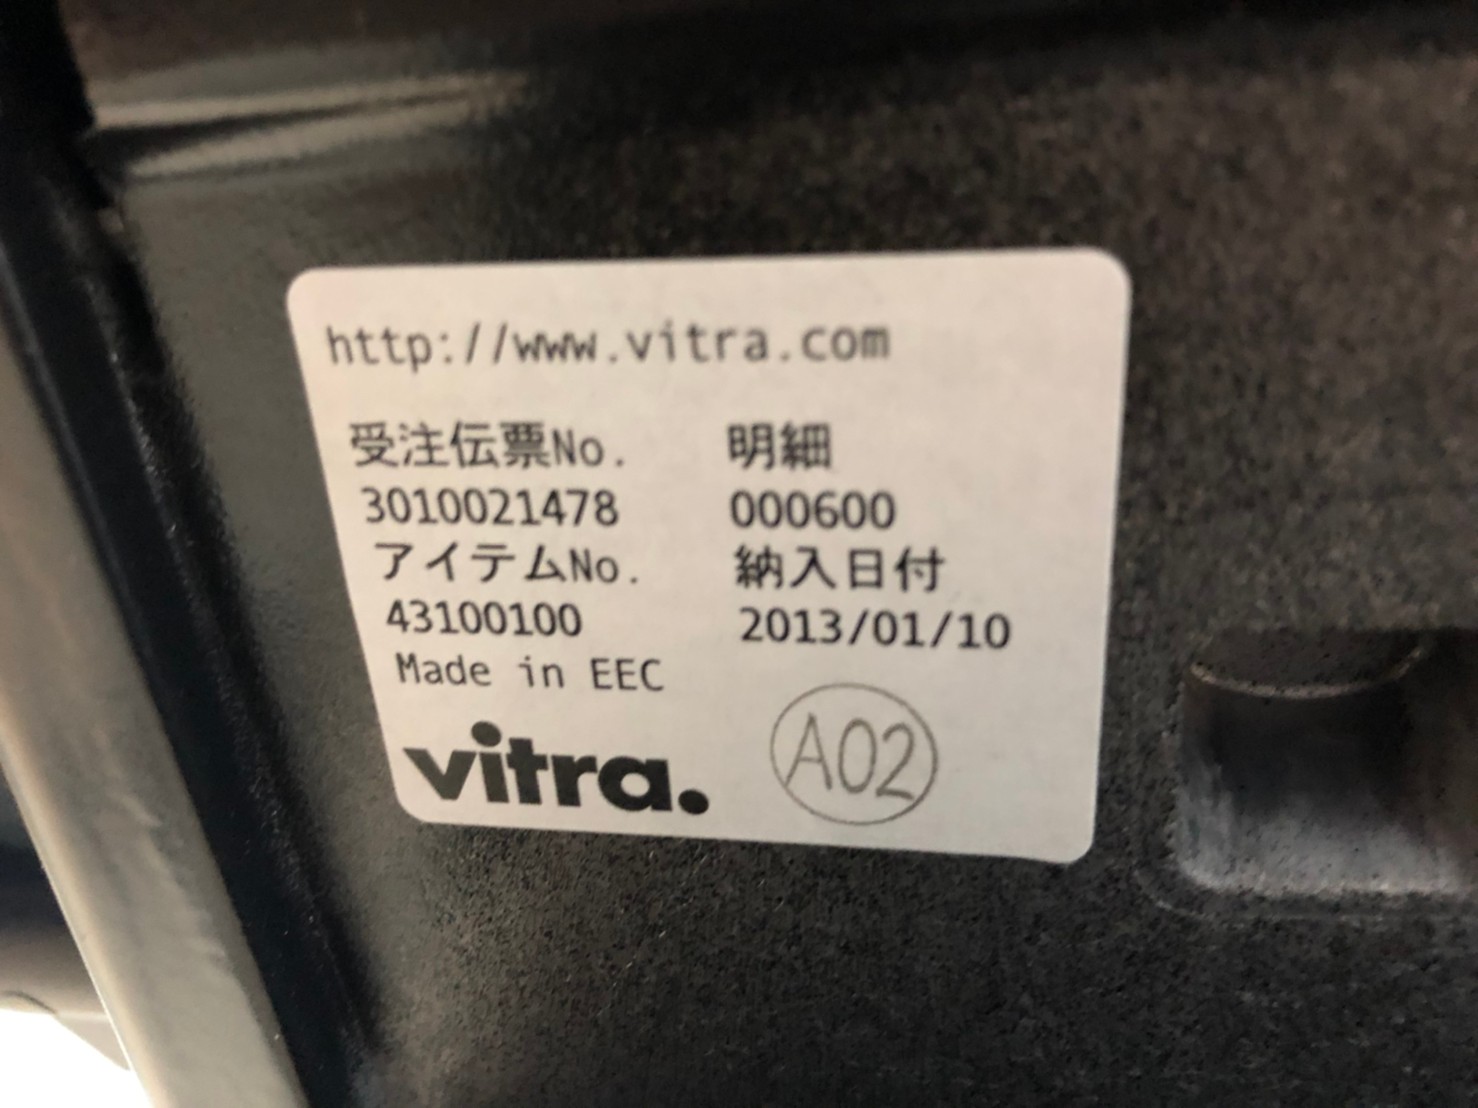 http://www.vitra.com
受注伝票No. 明細
3010021478 000600
アイテムNo. 納入日付
43100100 2013/01/10
Made in EEC
vitra. A02